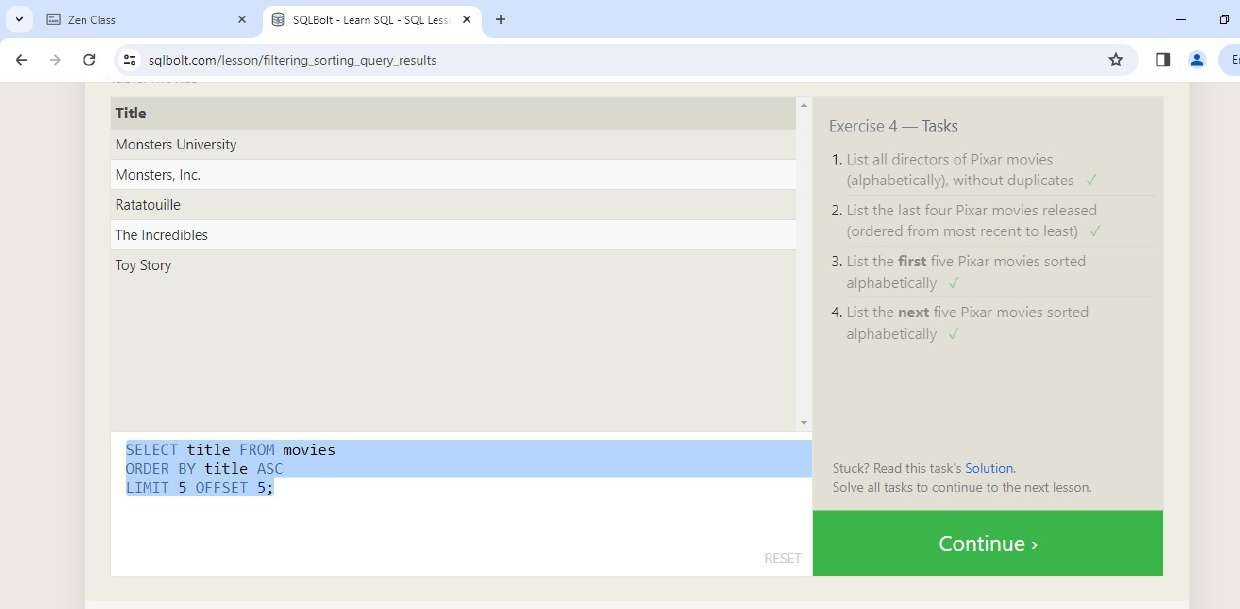 Zen Class
SQLBolt - Learn SQL - SQL Less
sqlbolt.com/lesson/filtering_sorting_query_results
Title
Monsters University
Monsters, Inc.
Ratatouille
The Incredibles
Toy Story
SELECT title FROM movies
ORDER BY title ASC
LIMIT 5 OFFSET 5;
RESET
Exercise 4 — Tasks
1. List all directors of Pixar movies
(alphabetically), without duplicates ✓
2. List the last four Pixar movies released
(ordered from most recent to least) ✓
3. List the first five Pixar movies sorted
alphabetically ✓
4. List the next five Pixar movies sorted
alphabetically ✓
Stuck? Read this task's Solution.
Solve all tasks to continue to the next lesson.
Continue ›